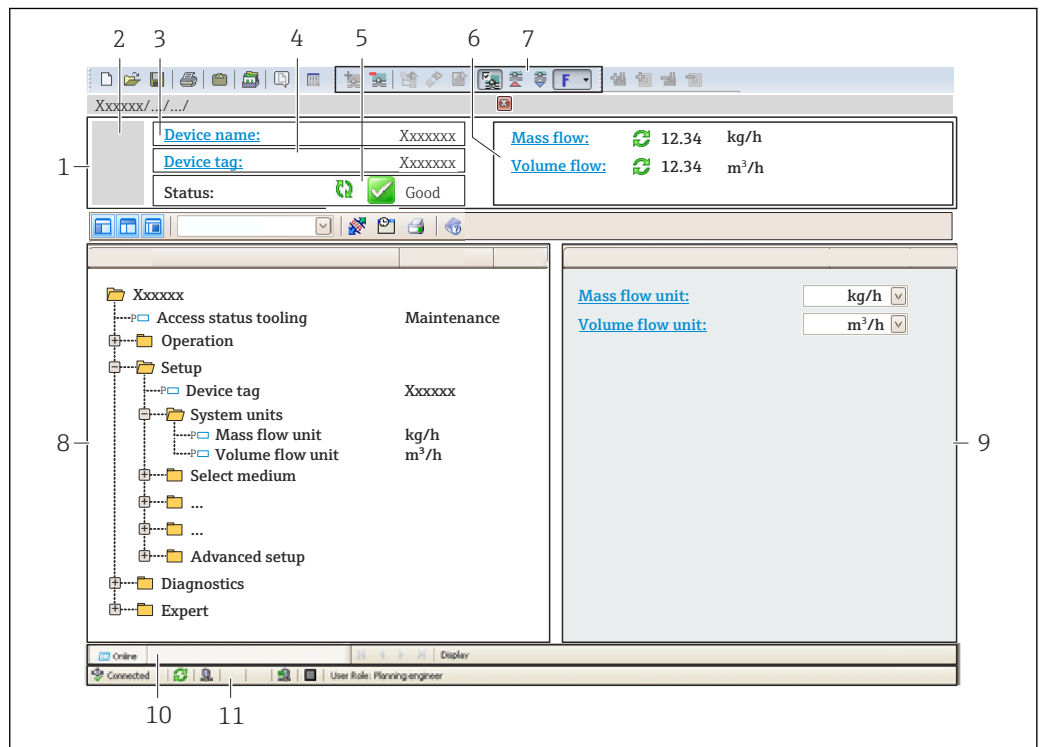 2 3 4 5 6 7
F
Xxxxxx/.../.../
1
Device name: Xxxxxxx
Device tag: Xxxxxxx
Status: Good
Mass flow: 12.34 kg/h
Volume flow: 12.34 m³/h
Xxxxxx
P Access status tooling Maintenance
Operation
Setup
P Device tag Xxxxxx
System units
P Mass flow unit kg/h
P Volume flow unit m³/h
Select medium
...
...
Advanced setup
Diagnostics
Expert
8
Mass flow unit: kg/h
Volume flow unit: m³/h
9
Online Display
Connected User Role: Planning engineer
10 11